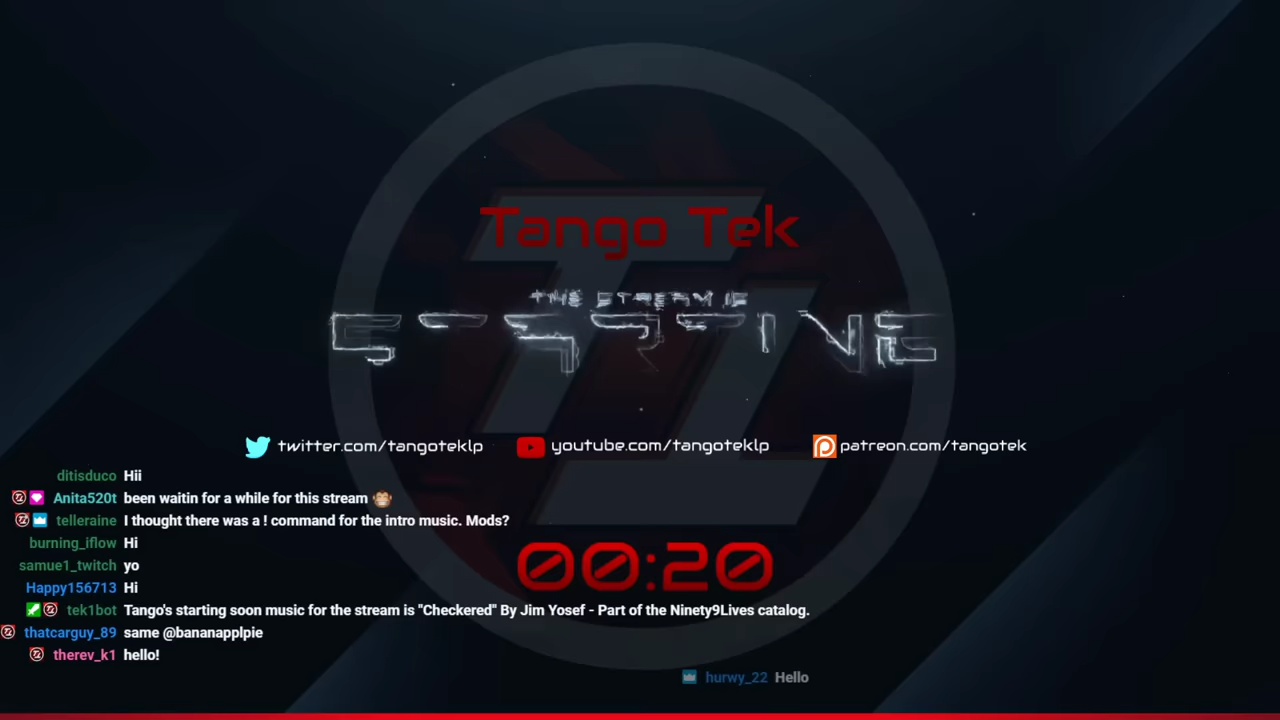 Tango Tek
THE STREAM IS
twitter.com/tangoteklp
youtube.com/tangoteklp
patreon.com/tangotek
ditisduco Hii
Anita520t been waitin for a while for this stream
telleraine I thought there was a ! command for the intro music. Mods?
burning_iflow Hi
samue1_twitch yo
Happy156713 Hi
tek1bot Tango's starting soon music for the stream is "Checkered" By Jim Yosef - Part of the Ninety9Lives catalog.
thatcarguy_89 same @bananapplpie
therev_k1 hello!
hurwy_22 Hello
00:20